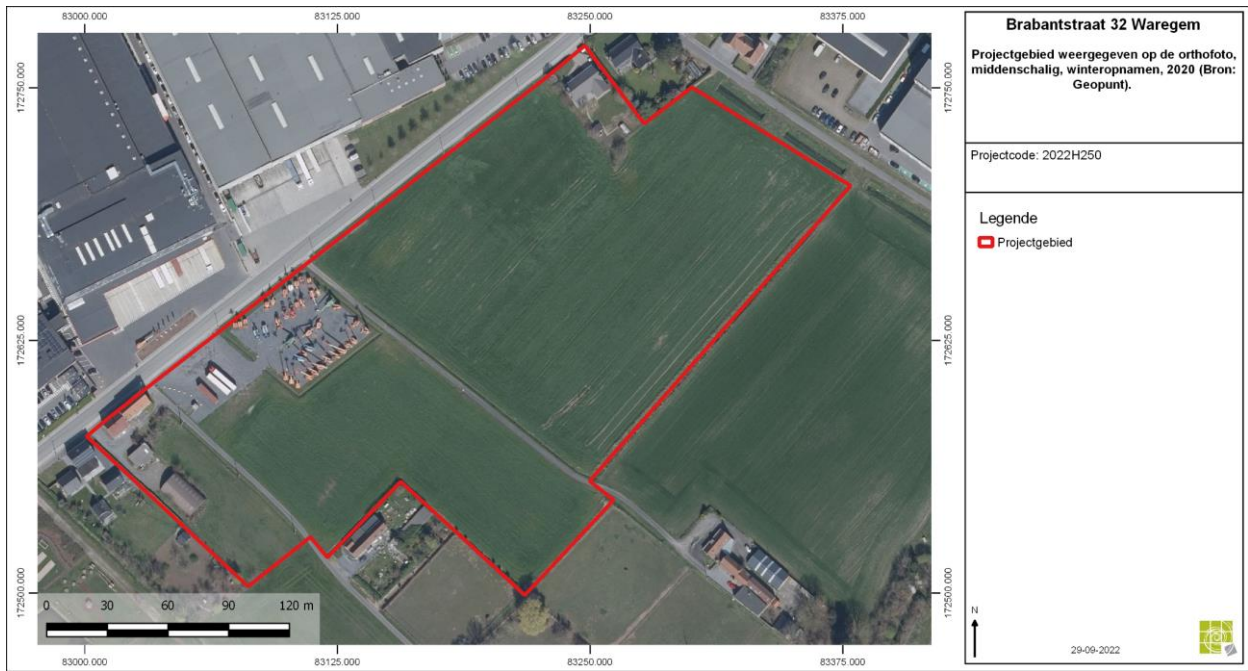 83000.000 83125.000 83250.000 83375.000
Brabantstraat 32 Waregem
Projectgebied weergegeven op de orthofoto,
middenschalig, winteropnamen, 2020 (Bron:
Geopunt).
Projectcode: 2022H250
Legende
Projectgebied
172750.000 172750.000
172625.000 172625.000
172500.000 172500.000
0 30 60 90 120 m
83000.000 83125.000 83250.000 83375.000
N
29-09-2022